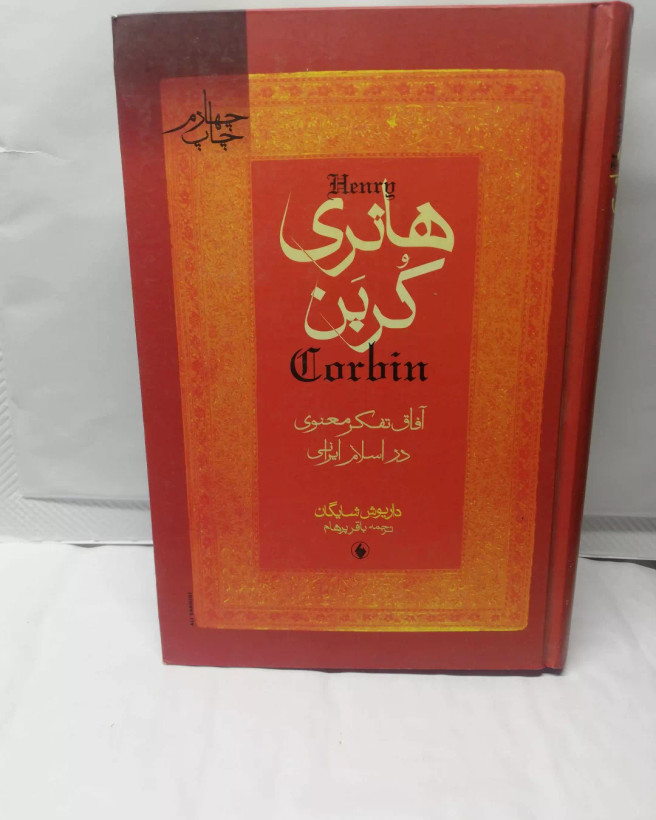 چاپ
چهارم
Henry
هانری
کُربَن
Corbin
آفاق تفکر معنوی
در اسلام ایرانی
داریوش شایگان
ترجمه باقر پرهام